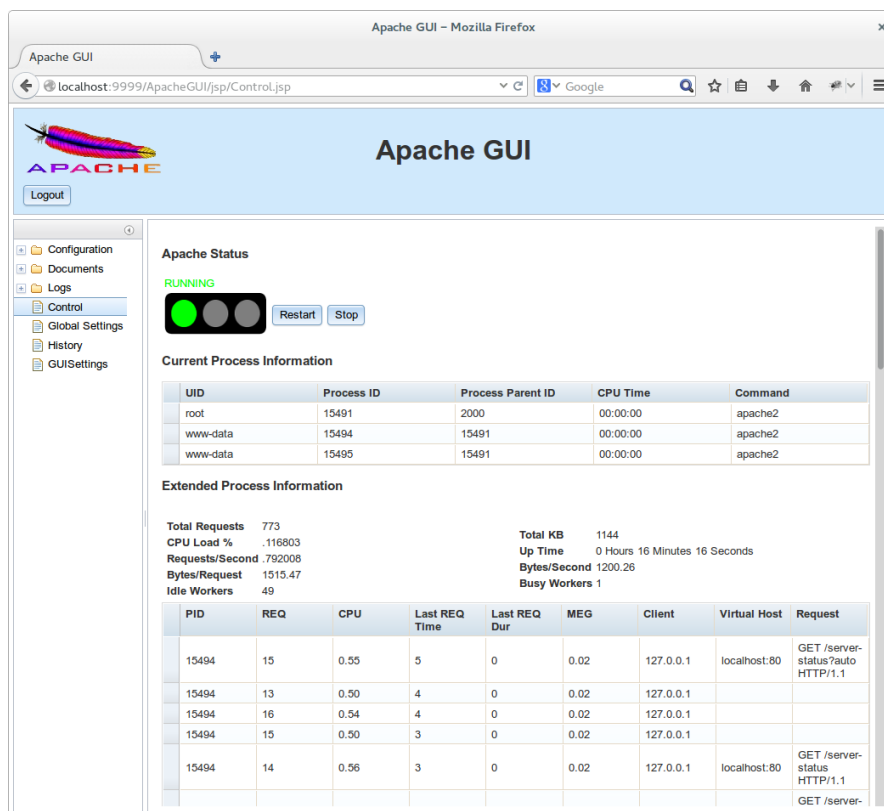 Apache GUI – Mozilla Firefox
Apache GUI
localhost:9999/ApacheGUI/jsp/Control.jsp
Google
APACHE
Apache GUI
Logout
Configuration
Documents
Logs
Control
Global Settings
History
GUISettings
Apache Status
RUNNING
Restart Stop
Current Process Information
UID Process ID Process Parent ID CPU Time Command
root 15491 2000 00:00:00 apache2
www-data 15494 15491 00:00:00 apache2
www-data 15495 15491 00:00:00 apache2
Extended Process Information
Total Requests 773
CPU Load % .116803
Requests/Second .792008
Bytes/Request 1515.47
Idle Workers 49
Total KB 1144
Up Time 0 Hours 16 Minutes 16 Seconds
Bytes/Second 1200.26
Busy Workers 1
PID REQ CPU Last REQ Time Last REQ Dur MEG Client Virtual Host Request
15494 15 0.55 5 0 0.02 127.0.0.1 localhost:80 GET /server-status?auto HTTP/1.1
15494 13 0.50 4 0 0.02 127.0.0.1
15494 16 0.54 4 0 0.02 127.0.0.1
15494 15 0.50 3 0 0.02 127.0.0.1
15494 14 0.56 3 0 0.02 127.0.0.1 localhost:80 GET /server-status HTTP/1.1
GET /server-